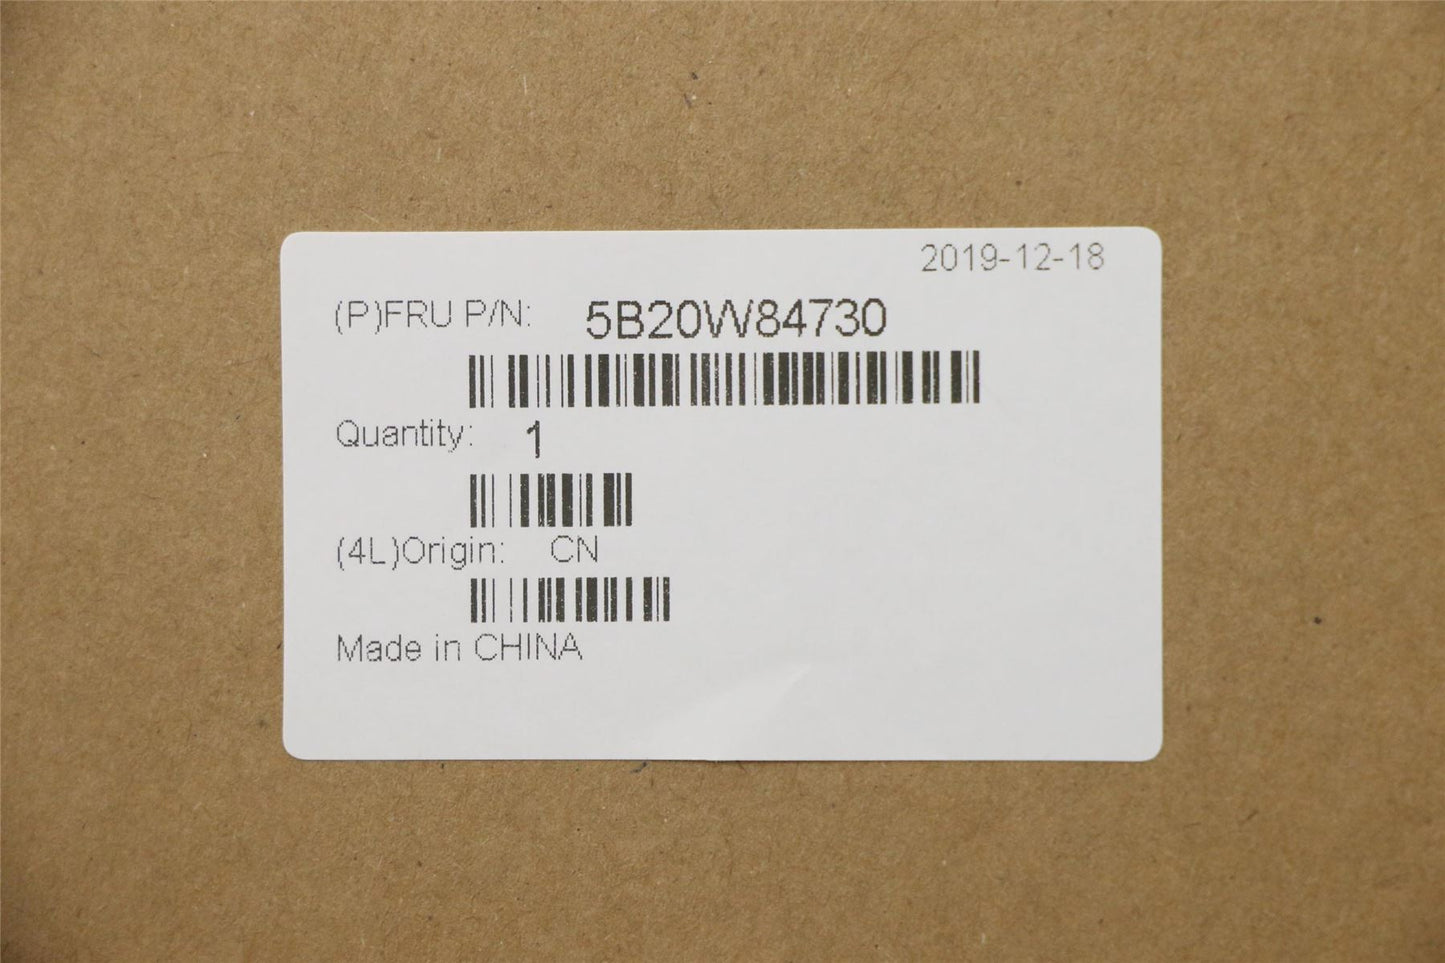 2019-12-18
(P)FRU P/N: 5B20W84730
Quantity: 1
(4L)Origin: CN
Made in CHINA